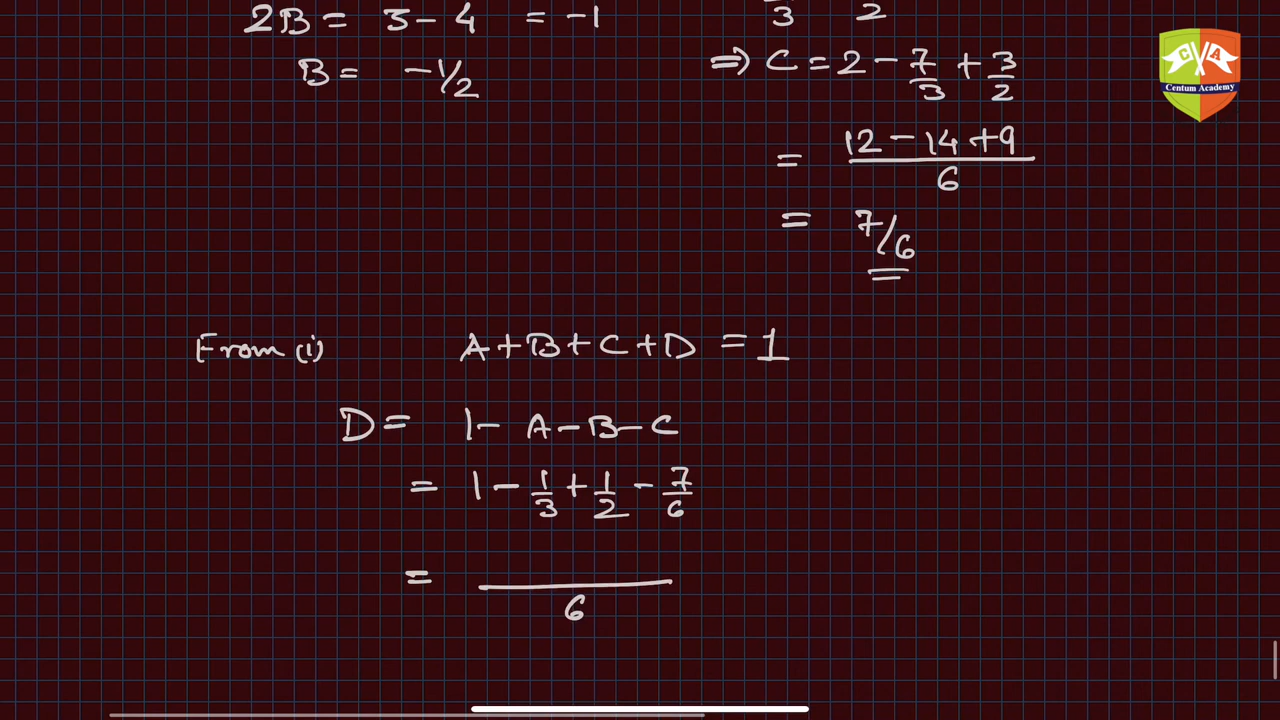 2B = 3 - 4 = -1
B = -1/2
3 2
⇒ C = 2 - 7/3 + 3/2
= 12 - 14 + 9 / 6
= 7/6
From (i) A + B + C + D = 1
D = 1 - A - B - C
= 1 - 1/3 + 1/2 - 7/6
= /6
C A
Centum Academy